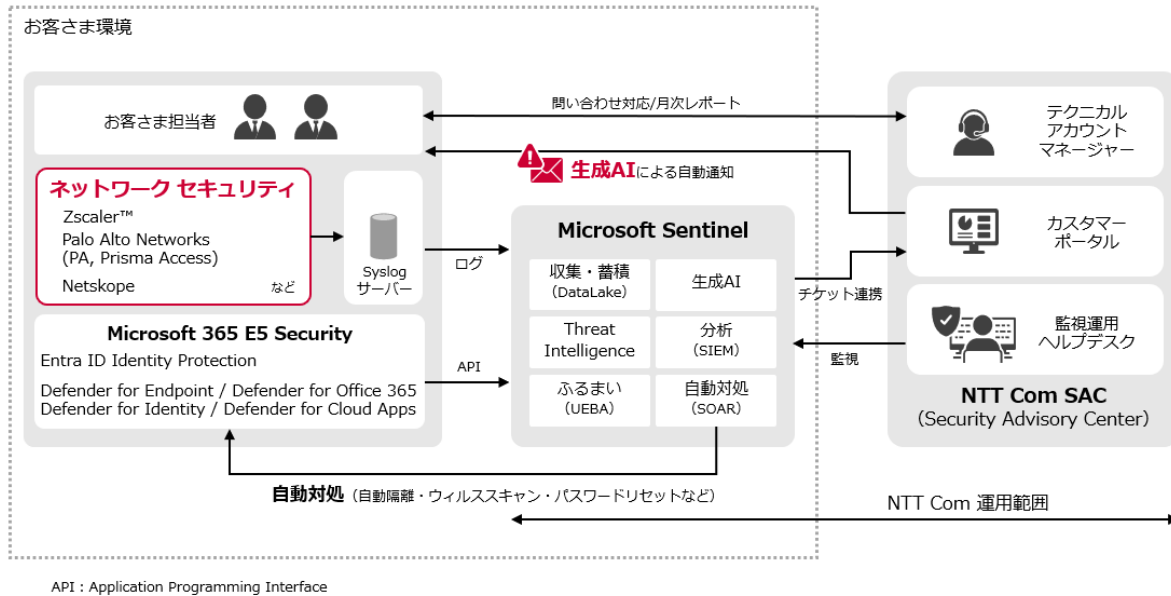 お客さま環境
お客さま担当者
問い合わせ対応/月次レポート
生成AIによる自動通知
テクニカル
アカウント
マネージャー
ネットワーク セキュリティ
Zscaler™
Palo Alto Networks
(PA, Prisma Access)
Netskope
など
Syslog
サーバー
ログ
Microsoft Sentinel
収集・蓄積
(DataLake)
生成AI
Threat
Intelligence
分析
(SIEM)
ふるまい
(UEBA)
自動対処
(SOAR)
チケット連携
カスタマー
ポータル
Microsoft 365 E5 Security
Entra ID Identity Protection
Defender for Endpoint / Defender for Office 365
Defender for Identity / Defender for Cloud Apps
API
監視
監視運用
ヘルプデスク
NTT Com SAC
(Security Advisory Center)
自動対処（自動隔離・ウィルススキャン・パスワードリセットなど）
NTT Com 運用範囲
API : Application Programming Interface